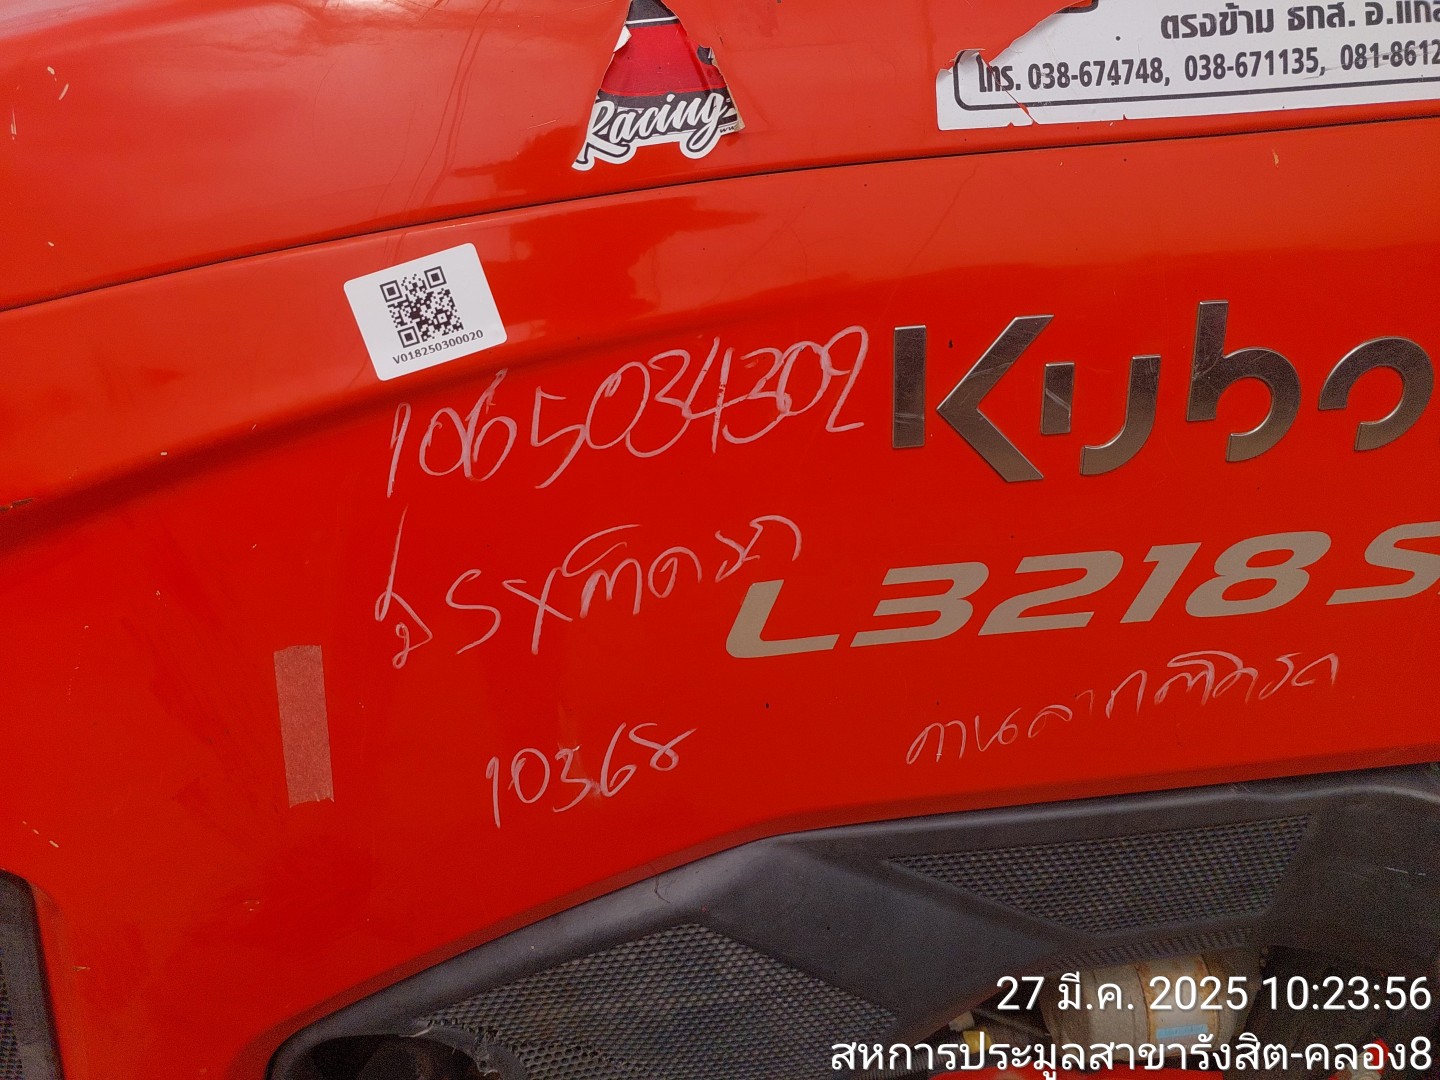 ตรงข้าม ธกส. อ.แกล
โทร. 038-674748, 038-671135, 081-8612
Racing
V018250300020
1065034302
Kubo
L3218S
10368
27 มี.ค. 2025 10:23:56
สหการประมูลสาขารังสิต-คลอง8